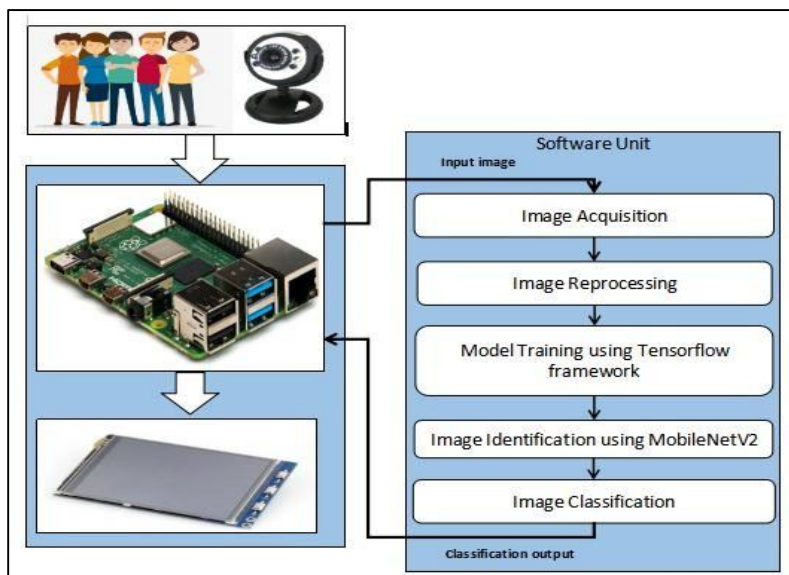 Software Unit
Input image
Image Acquisition
Image Reprocessing
Model Training using Tensorflow
framework
Image Identification using MobileNetV2
Image Classification
Classification output